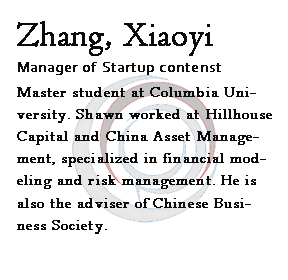 Zhang, Xiaoyi
Manager of Startup contenst
Master student at Columbia Uni-
versity. Shawn worked at Hillhouse
Capital and China Asset Manage-
ment, specialized in financial mod-
eling and risk management. He is
also the adviser of Chinese Busi-
ness Society.